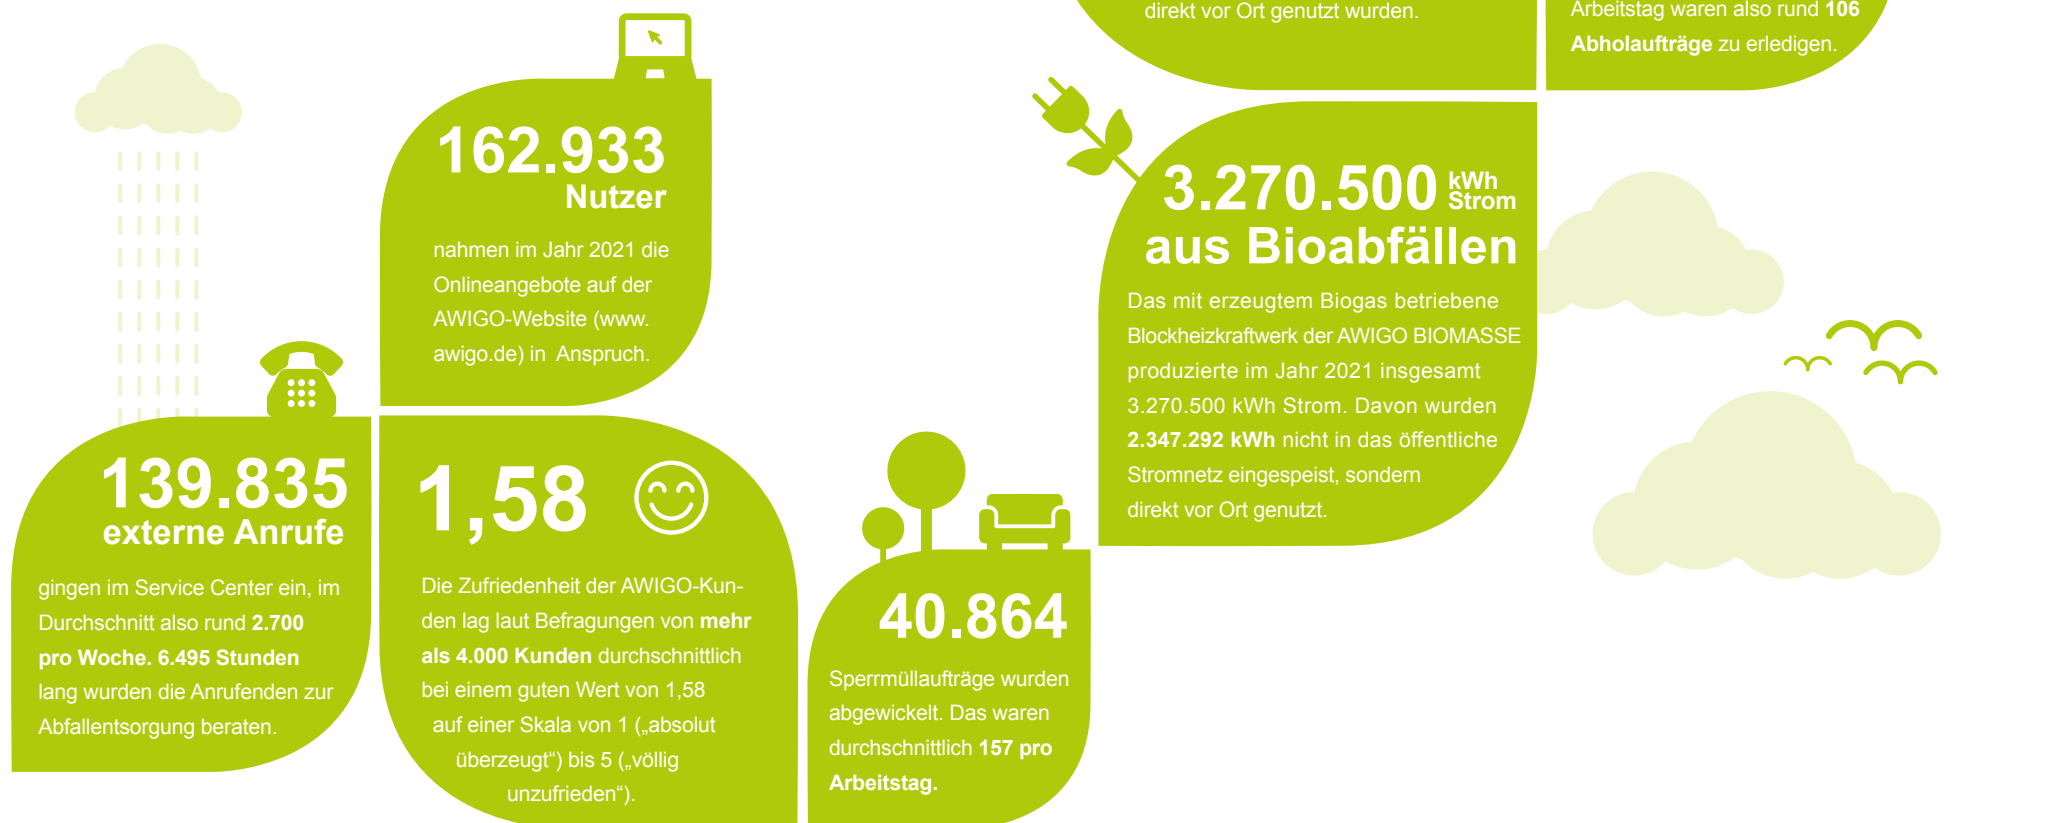 direkt vor Ort genutzt wurden.
Arbeitstag waren also rund 106
Abholaufträge zu erledigen.
162.933
Nutzer
nahmen im Jahr 2021 die
Onlineangebote auf der
AWIGO-Website (www.
awigo.de) in Anspruch.
3.270.500 kWh
Strom
aus Bioabfällen
Das mit erzeugtem Biogas betriebene
Blockheizkraftwerk der AWIGO BIOMASSE
produzierte im Jahr 2021 insgesamt
3.270.500 kWh Strom. Davon wurden
2.347.292 kWh nicht in das öffentliche
Stromnetz eingespeist, sondern
direkt vor Ort genutzt.
139.835
externe Anrufe
gingen im Service Center ein, im
Durchschnitt also rund 2.700
pro Woche. 6.495 Stunden
lang wurden die Anrufenden zur
Abfallentsorgung beraten.
1,58
Die Zufriedenheit der AWIGO-Kun-
den lag laut Befragungen von mehr
als 4.000 Kunden durchschnittlich
bei einem guten Wert von 1,58
auf einer Skala von 1 („absolut
überzeugt“) bis 5 („völlig
unzufrieden“).
40.864
Sperrmüllaufträge wurden
abgewickelt. Das waren
durchschnittlich 157 pro
Arbeitstag.